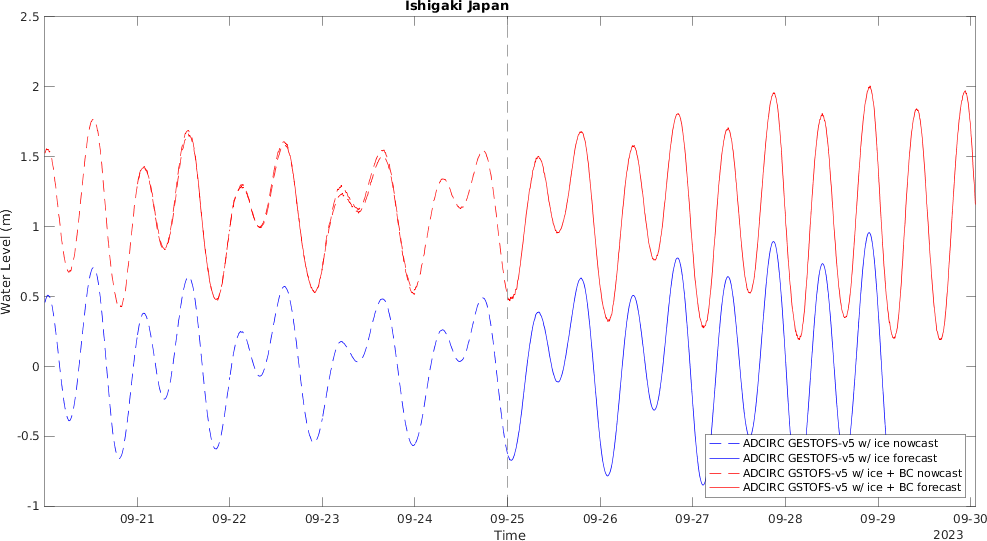 Ishigaki Japan
2.5
2
1.5
1
0.5
0
-0.5
-1
Water Level (m)
09-21
09-22
09-23
09-24
09-25
09-26
09-27
09-28
09-29
09-30
Time
2023
ADCIRC GESTOFS-v5 w/ ice nowcast
ADCIRC GESTOFS-v5 w/ ice forecast
ADCIRC GSTOFS-v5 w/ ice + BC nowcast
ADCIRC GSTOFS-v5 w/ ice + BC forecast